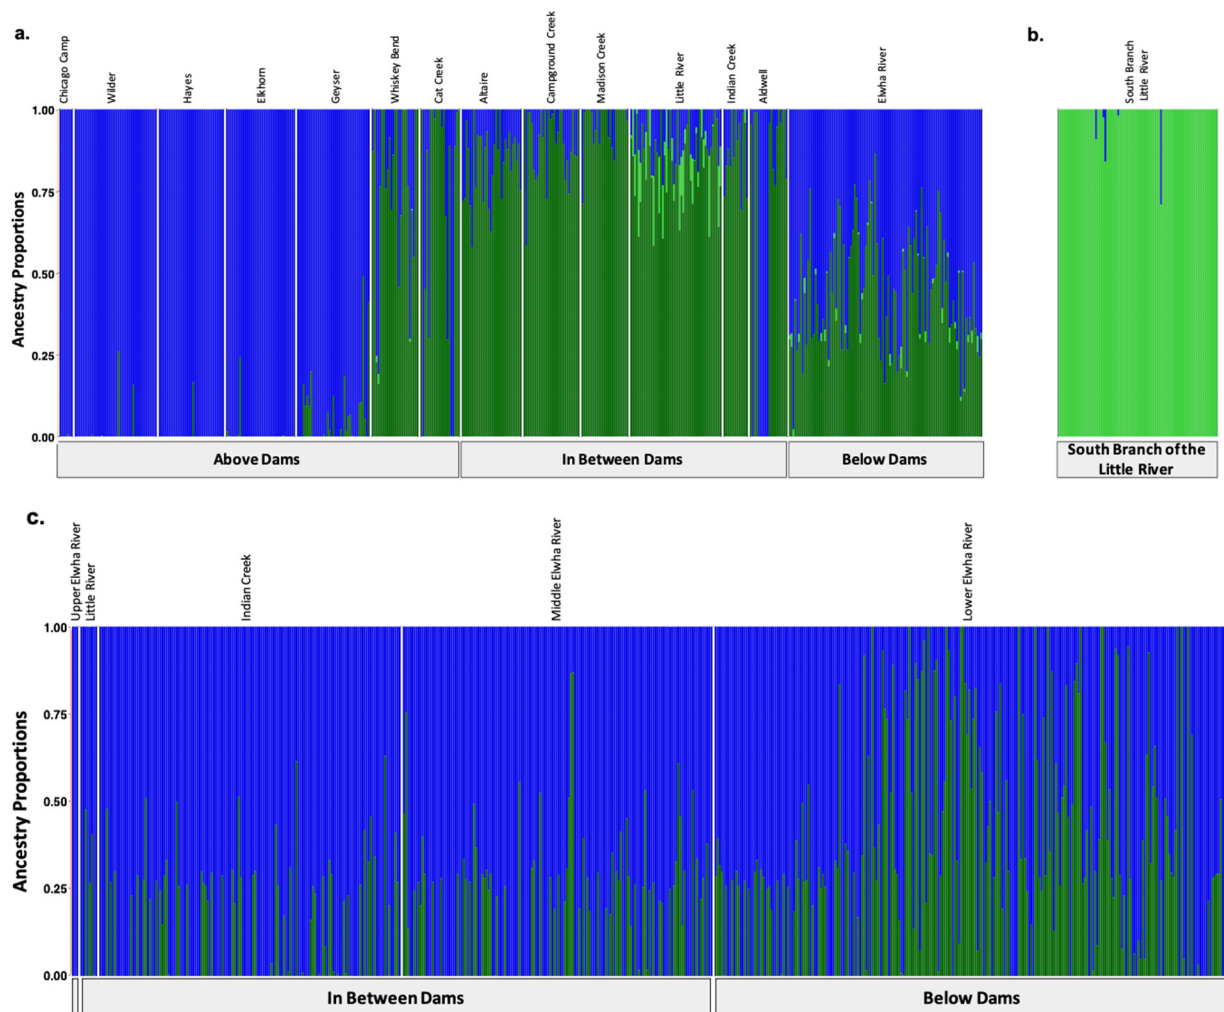 a.
Chicago Camp
Wilder
Hayes
Elkhorn
Geyser
Whiskey Bend
Cat Creek
Altaire
Campground Creek
Madison Creek
Little River
Indian Creek
Aldwell
Elwha River
Ancestry Proportions
1.00
0.75
0.50
0.25
0.00
Above Dams
In Between Dams
Below Dams
b.
South Branch
Little River
South Branch of the
Little River
c.
Upper Elwha River
Little River
Indian Creek
Middle Elwha River
Lower Elwha River
Ancestry Proportions
1.00
0.75
0.50
0.25
0.00
In Between Dams
Below Dams